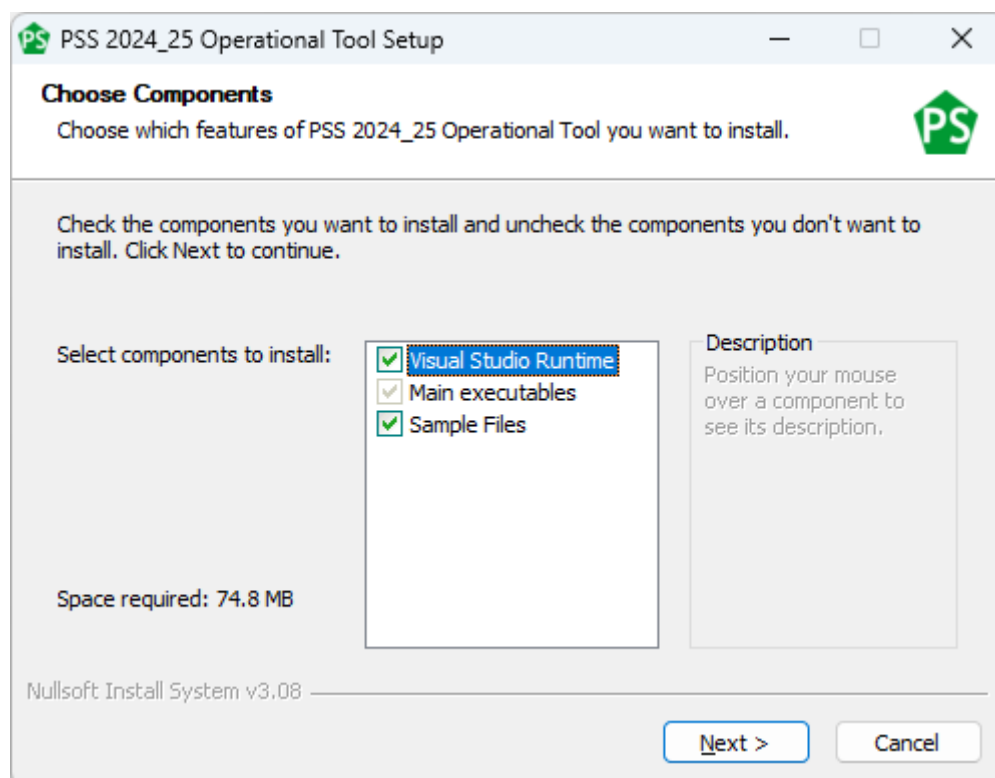 PS PSS 2024_25 Operational Tool Setup
Choose Components
Choose which features of PSS 2024_25 Operational Tool you want to install.
PS
Check the components you want to install and uncheck the components you don't want to
install. Click Next to continue.
Select components to install:
Visual Studio Runtime
Main executables
Sample Files
Description
Position your mouse
over a component to
see its description.
Space required: 74.8 MB
Nullsoft Install System v3.08
Next >
Cancel